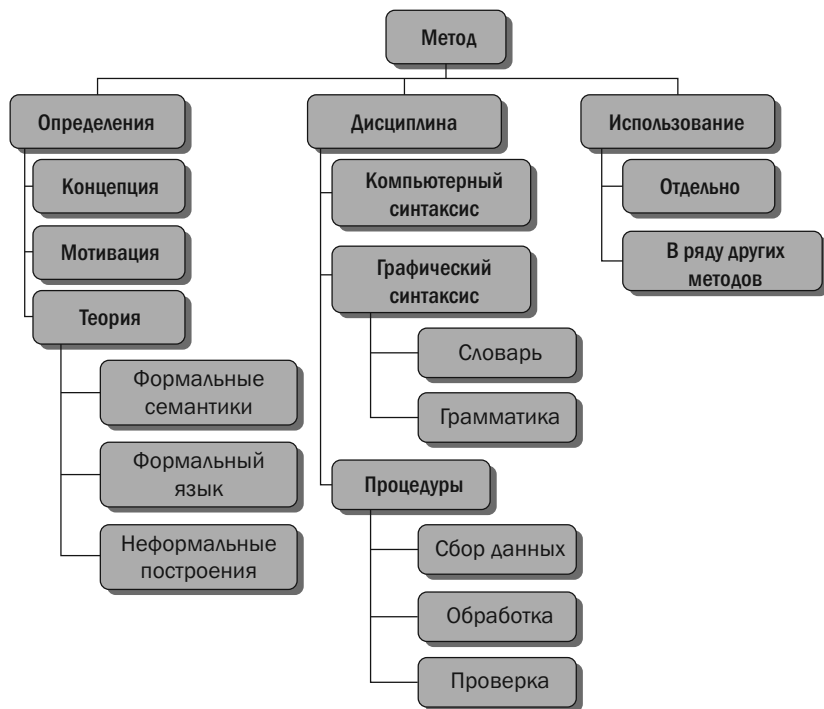 Метод
Определения
Концепция
Мотивация
Теория
Формальные
семантики
Формальный
язык
Неформальные
построения
Дисциплина
Компьютерный
синтаксис
Графический
синтаксис
Словарь
Грамматика
Процедуры
Сбор данных
Обработка
Проверка
Использование
Отдельно
В ряду других
методов